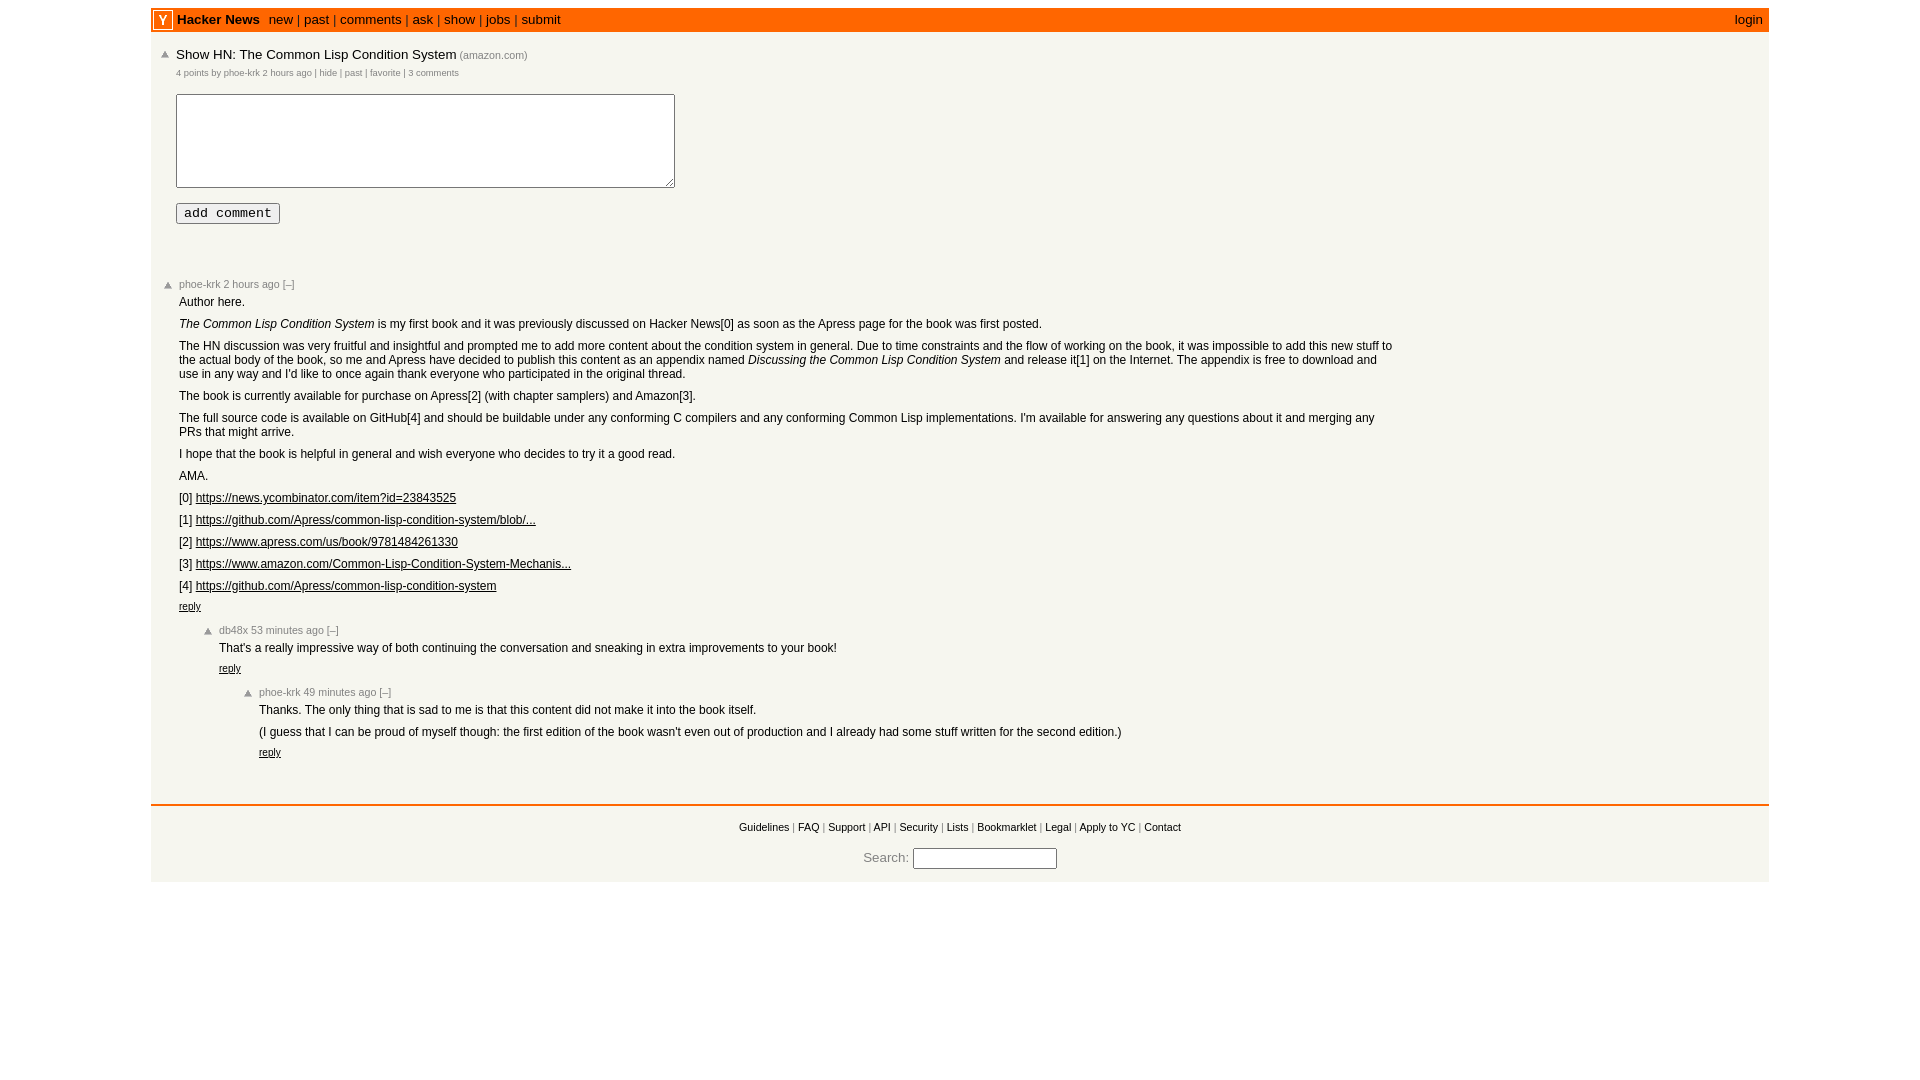 Y Hacker News new | past | comments | ask | show | jobs | submit login
Show HN: The Common Lisp Condition System (amazon.com)
4 points by phoe-krk 2 hours ago | hide | past | favorite | 3 comments
add comment
phoe-krk 2 hours ago [–]
Author here.
The Common Lisp Condition System is my first book and it was previously discussed on Hacker News[0] as soon as the Apress page for the book was first posted.
The HN discussion was very fruitful and insightful and prompted me to add more content about the condition system in general. Due to time constraints and the flow of working on the book, it was impossible to add this new stuff to
the actual body of the book, so me and Apress have decided to publish this content as an appendix named Discussing the Common Lisp Condition System and release it[1] on the Internet. The appendix is free to download and
use in any way and I'd like to once again thank everyone who participated in the original thread.
The book is currently available for purchase on Apress[2] (with chapter samplers) and Amazon[3].
The full source code is available on GitHub[4] and should be buildable under any conforming C compilers and any conforming Common Lisp implementations. I'm available for answering any questions about it and merging any
PRs that might arrive.
I hope that the book is helpful in general and wish everyone who decides to try it a good read.
AMA.
[0] https://news.ycombinator.com/item?id=23843525
[1] https://github.com/Apress/common-lisp-condition-system/blob/...
[2] https://www.apress.com/us/book/9781484261330
[3] https://www.amazon.com/Common-Lisp-Condition-System-Mechanis...
[4] https://github.com/Apress/common-lisp-condition-system
reply
db48x 53 minutes ago [–]
That's a really impressive way of both continuing the conversation and sneaking in extra improvements to your book!
reply
phoe-krk 49 minutes ago [–]
Thanks. The only thing that is sad to me is that this content did not make it into the book itself.
(I guess that I can be proud of myself though: the first edition of the book wasn't even out of production and I already had some stuff written for the second edition.)
reply
Guidelines | FAQ | Support | API | Security | Lists | Bookmarklet | Legal | Apply to YC | Contact
Search: